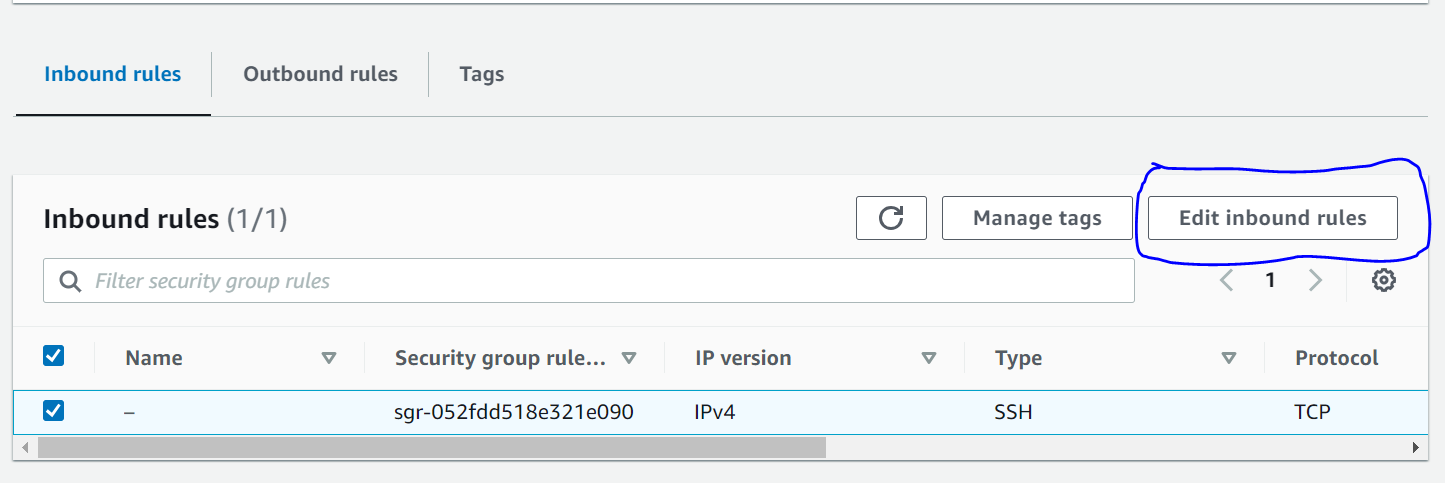 Inbound rules Outbound rules Tags
Inbound rules (1/1) Manage tags Edit inbound rules
Filter security group rules 1
Name Security group rule... IP version Type Protocol
– sgr-052fdd518e321e090 IPv4 SSH TCP